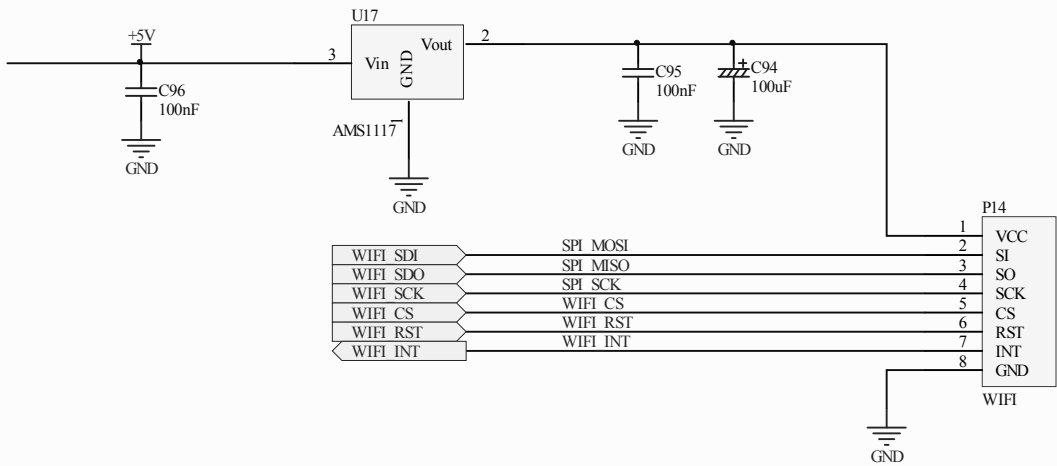 U17
+5V
3
Vin
GND
Vout
2
1
C96
100nF
AMS1117
GND
GND
C95
100nF
C94
100uF
+
GND
GND
P14
WIFI_SDI
SPI_MOSI
WIFI_SDO
SPI_MISO
WIFI_SCK
SPI_SCK
WIFI_CS
WIFI_CS
WIFI_RST
WIFI_RST
WIFI_INT
WIFI_INT
1 VCC
2 SI
3 SO
4 SCK
5 CS
6 RST
7 INT
8 GND
WIFI
GND